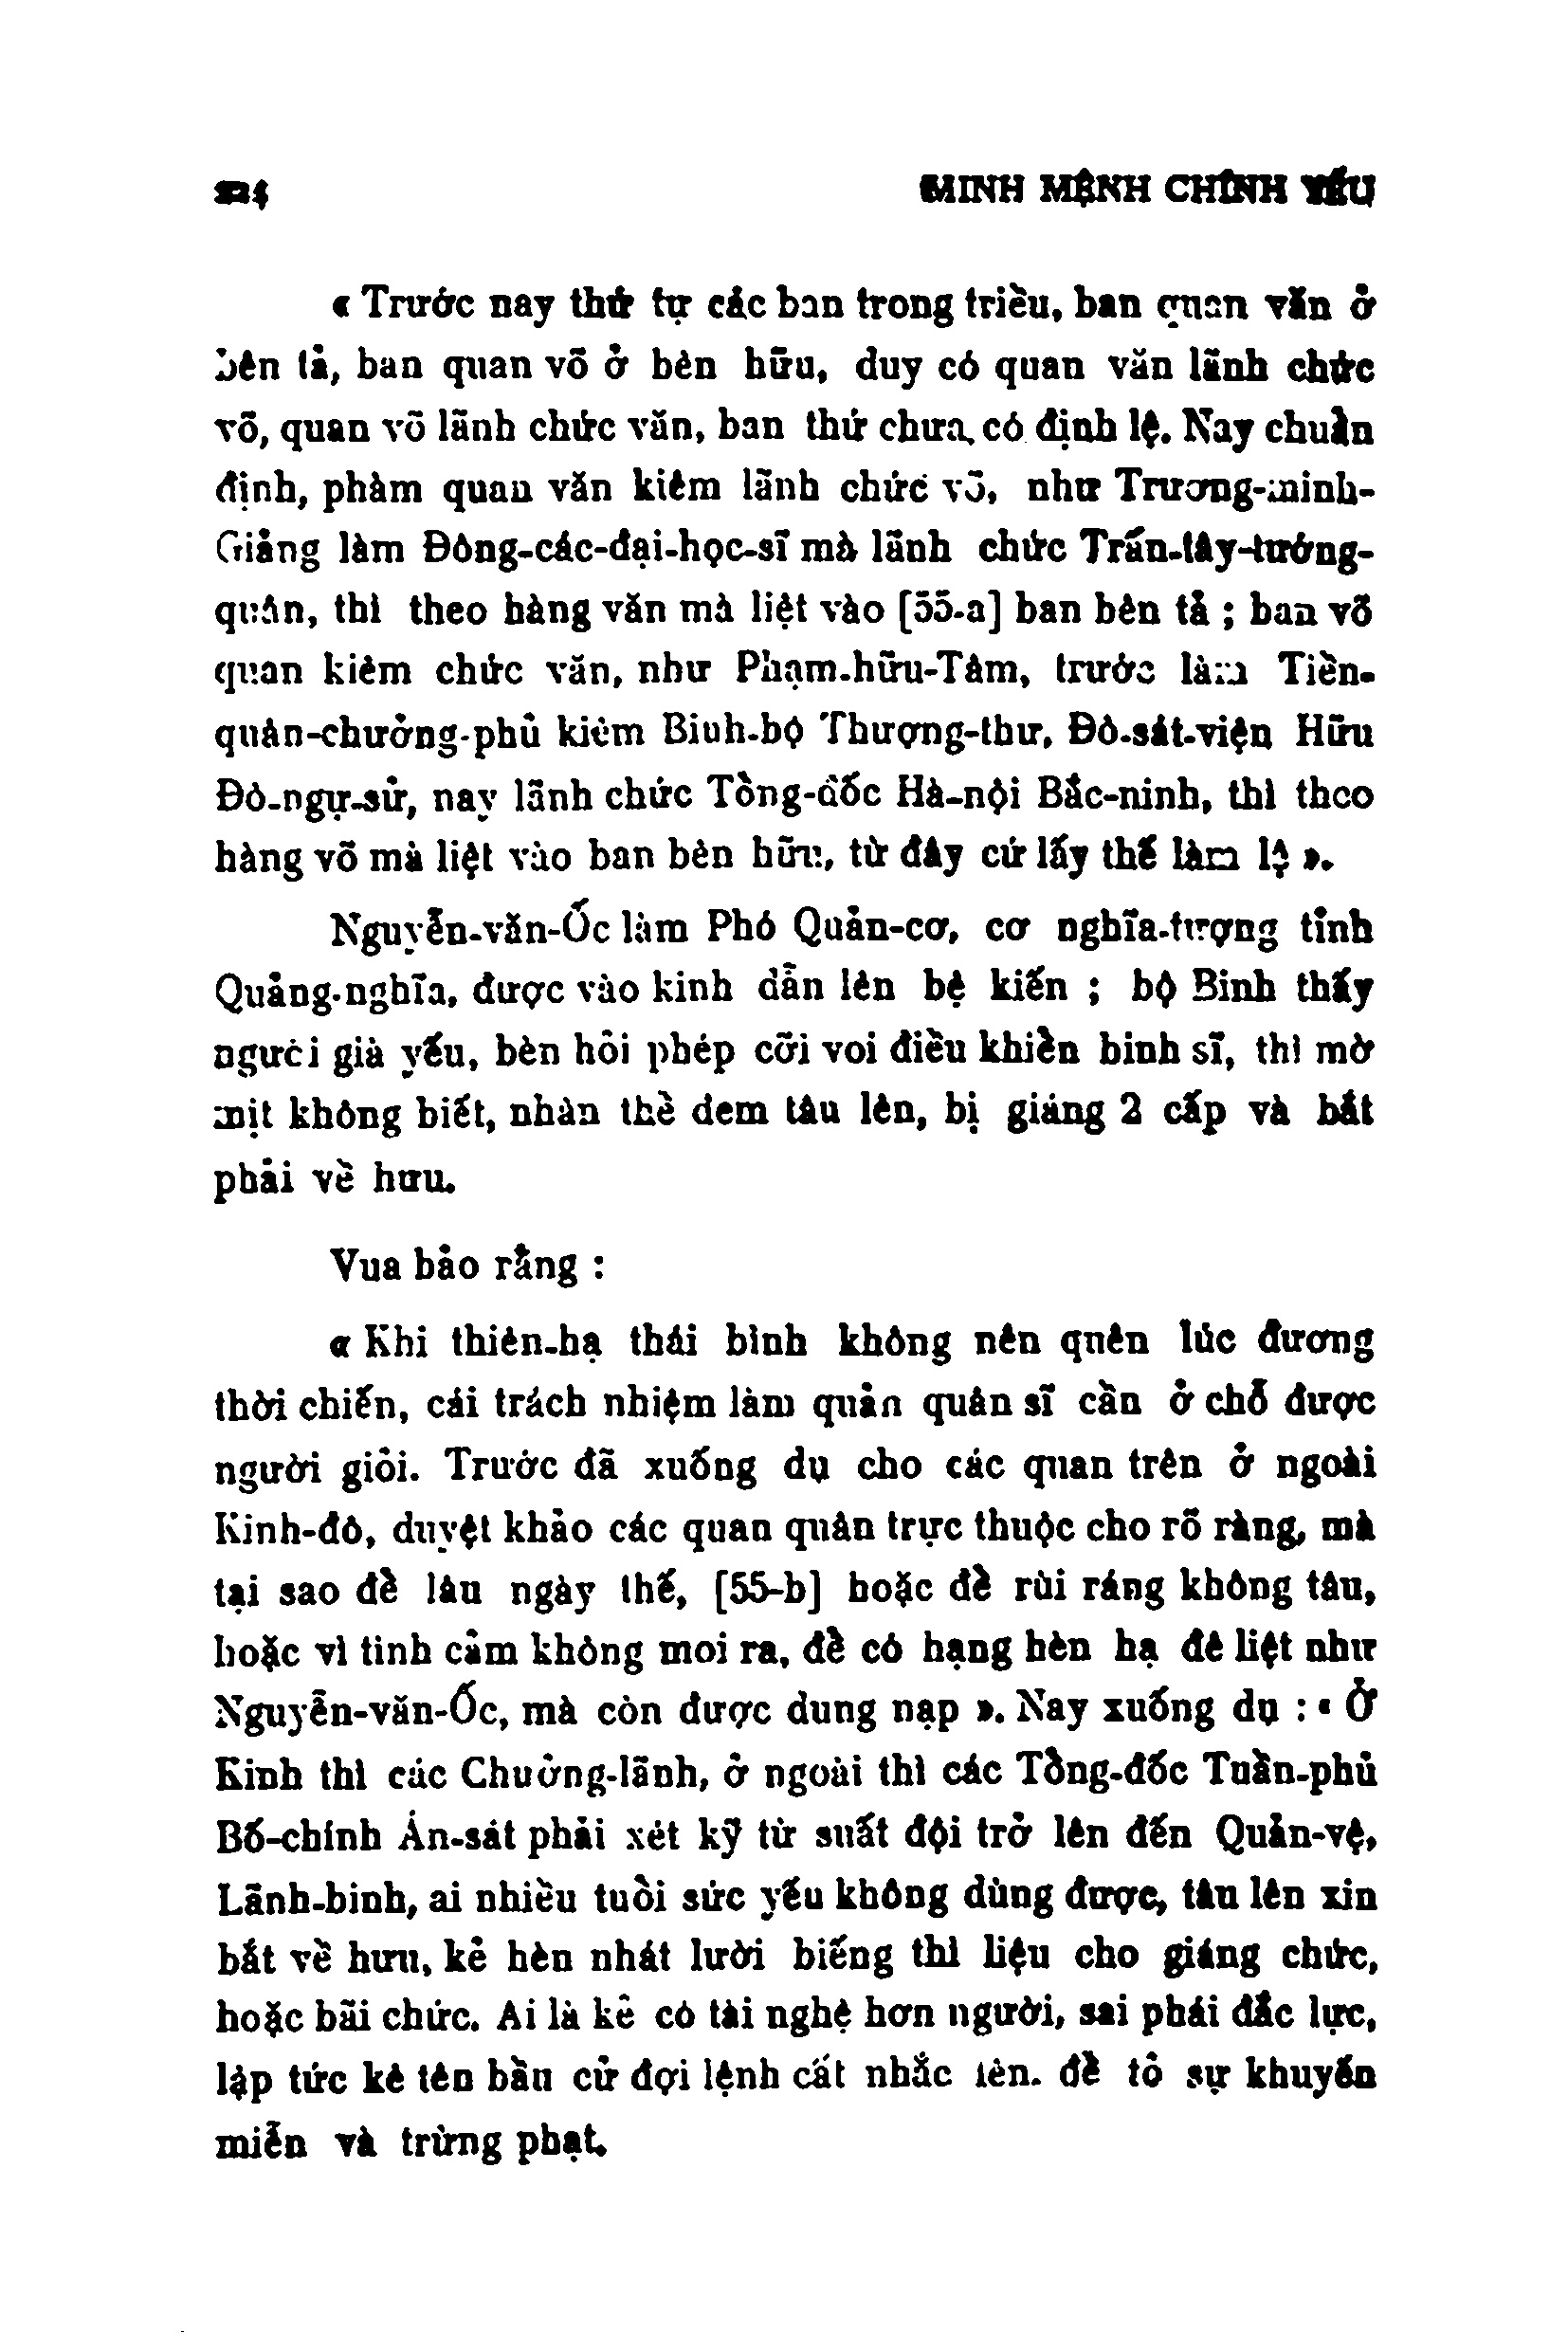 MINH MỆNH CHÍNH YẾU
« Trước nay thứ tự các ban trong triều, ban quan văn ở
bên tả, ban quan võ ở bên hữu, duy có quan văn lãnh chức
võ, quan võ lãnh chức văn, ban thứ chưa có định lệ. Nay chuẩn
định, phàm quan văn kiêm lãnh chức võ, như Trương-minh-
Giảng làm Đông-các-đại-học-sĩ mà lãnh chức Trấn-tây-tướng-
quân, thì theo hàng văn mà liệt vào [55-a] ban bên tả ; ban võ
quan kiêm chức văn, như Phạm-hữu-Tâm, trước làm Tiền-
quân-chưởng-phủ kiêm Binh-bộ Thượng-thư, Đô-sát-viện Hữu
Đô-ngự-sử, nay lãnh chức Tổng-đốc Hà-nội Bắc-ninh, thì theo
hàng võ mà liệt vào ban bên hữu, từ đây cứ lấy thế làm lệ ».
Nguyễn-văn-Ốc làm Phó Quản-cơ, cơ nghĩa-tượng tỉnh
Quảng-nghĩa, được vào kinh dẫn lên bệ kiến ; bộ Binh thấy
người già yếu, bèn hỏi phép cỡi voi điều khiển binh sĩ, thì mờ
mịt không biết, nhân thế đem tâu lên, bị giáng 2 cấp và bắt
phải về hưu.
Vua bảo rằng :
« Khi thiên-hạ thái bình không nên quên lúc đương
thời chiến, cái trách nhiệm làm quản quân sĩ cần ở chỗ được
người giỏi. Trước đã xuống dụ cho các quan trên ở ngoài
Kinh-đô, duyệt khảo các quan quân trực thuộc cho rõ ràng, mà
tại sao để lâu ngày thế, [55-b] hoặc để rùi ráng không tâu,
hoặc vì tình cảm không moi ra, để có hạng hèn hạ đê liệt như
Nguyễn-văn-Ốc, mà còn được dung nạp ». Nay xuống dụ : « Ở
Kinh thì các Chưởng-lãnh, ở ngoài thì các Tổng-đốc Tuần-phủ
Bố-chính Án-sát phải xét kỹ từ suất đội trở lên đến Quản-vệ,
Lãnh-binh, ai nhiều tuổi sức yếu không dùng được, tâu lên xin
bắt về hưu, kẻ hèn nhát lười biếng thì liệu cho giáng chức,
hoặc bãi chức. Ai là kẻ có tài nghệ hơn người, sai phái đắc lực,
lập tức kê tên bần cử đợi lệnh cất nhắc lên. để tỏ sự khuyến
miễn và trừng phạt.